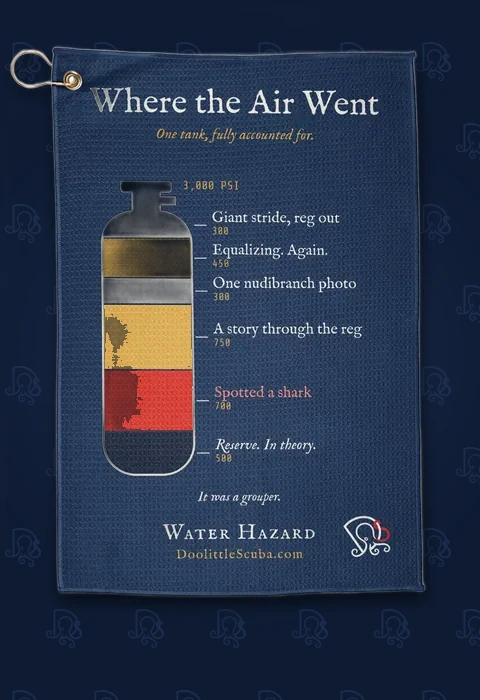 Where the Air Went
One tank, fully accounted for.
3,000 PSI
Giant stride, reg out
300
Equalizing. Again.
450
One nudibranch photo
300
A story through the reg
750
Spotted a shark
700
Reserve. In theory.
500
It was a grouper.
WATER HAZARD
DoolittleScuba.com